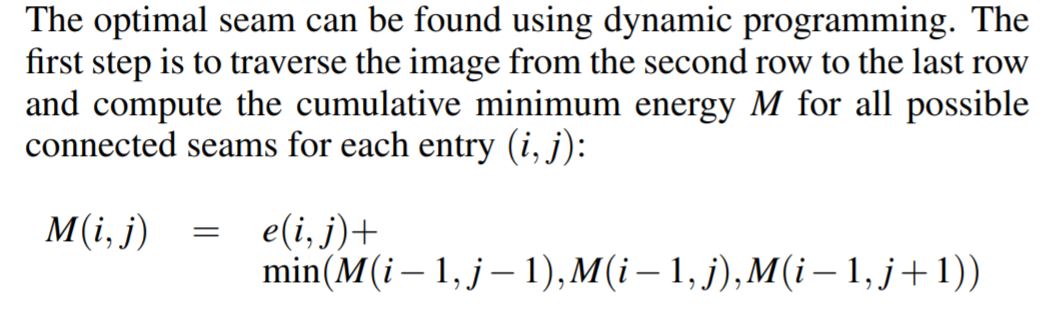 The optimal seam can be found using dynamic programming. The
first step is to traverse the image from the second row to the last row
and compute the cumulative minimum energy M for all possible
connected seams for each entry (i, j):
M(i, j) = e(i, j)+
min(M(i − 1, j − 1), M(i − 1, j), M(i − 1, j + 1))